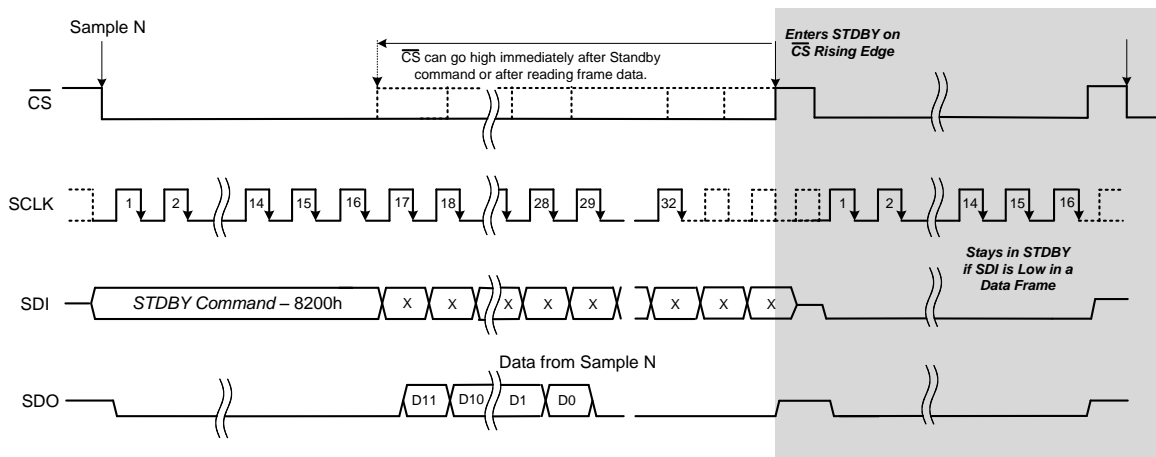 Sample N
CS can go high immediately after Standby
command or after reading frame data.
Enters STDBY on
CS Rising Edge
CS
SCLK
1 2 14 15 16 17 18 28 29 32 1 2 14 15 16
Stays in STDBY
if SDI is Low in a
Data Frame
SDI
STDBY Command – 8200h
X X X X X X X X
Data from Sample N
SDO
D11 D10 D1 D0